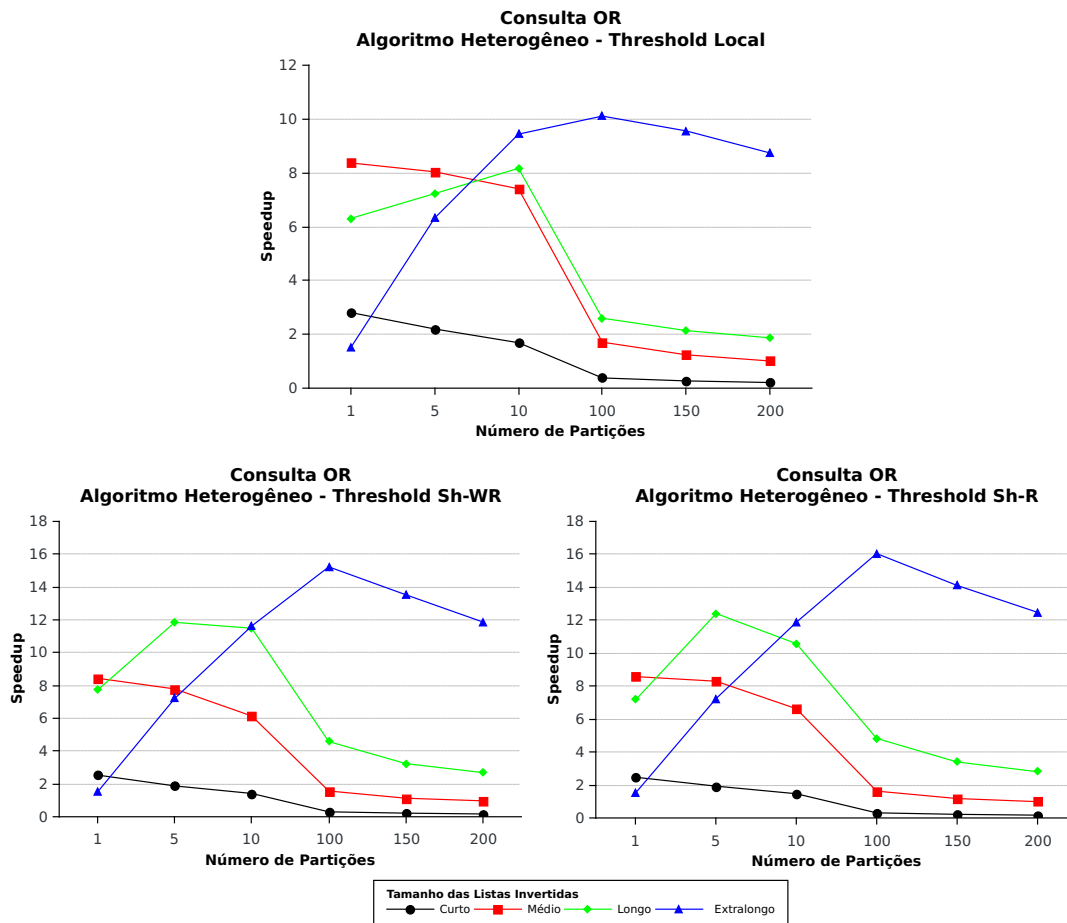 Consulta OR
Algoritmo Heterogêneo - Threshold Local
12
10
8
6
4
2
0
Speedup
1 5 10 100 150 200
Número de Partições
Consulta OR
Algoritmo Heterogêneo - Threshold Sh-WR
18
16
14
12
10
8
6
4
2
0
Speedup
1 5 10 100 150 200
Número de Partições
Consulta OR
Algoritmo Heterogêneo - Threshold Sh-R
18
16
14
12
10
8
6
4
2
0
Speedup
1 5 10 100 150 200
Número de Partições
Tamanho das Listas Invertidas
Curto Médio Longo Extralongo